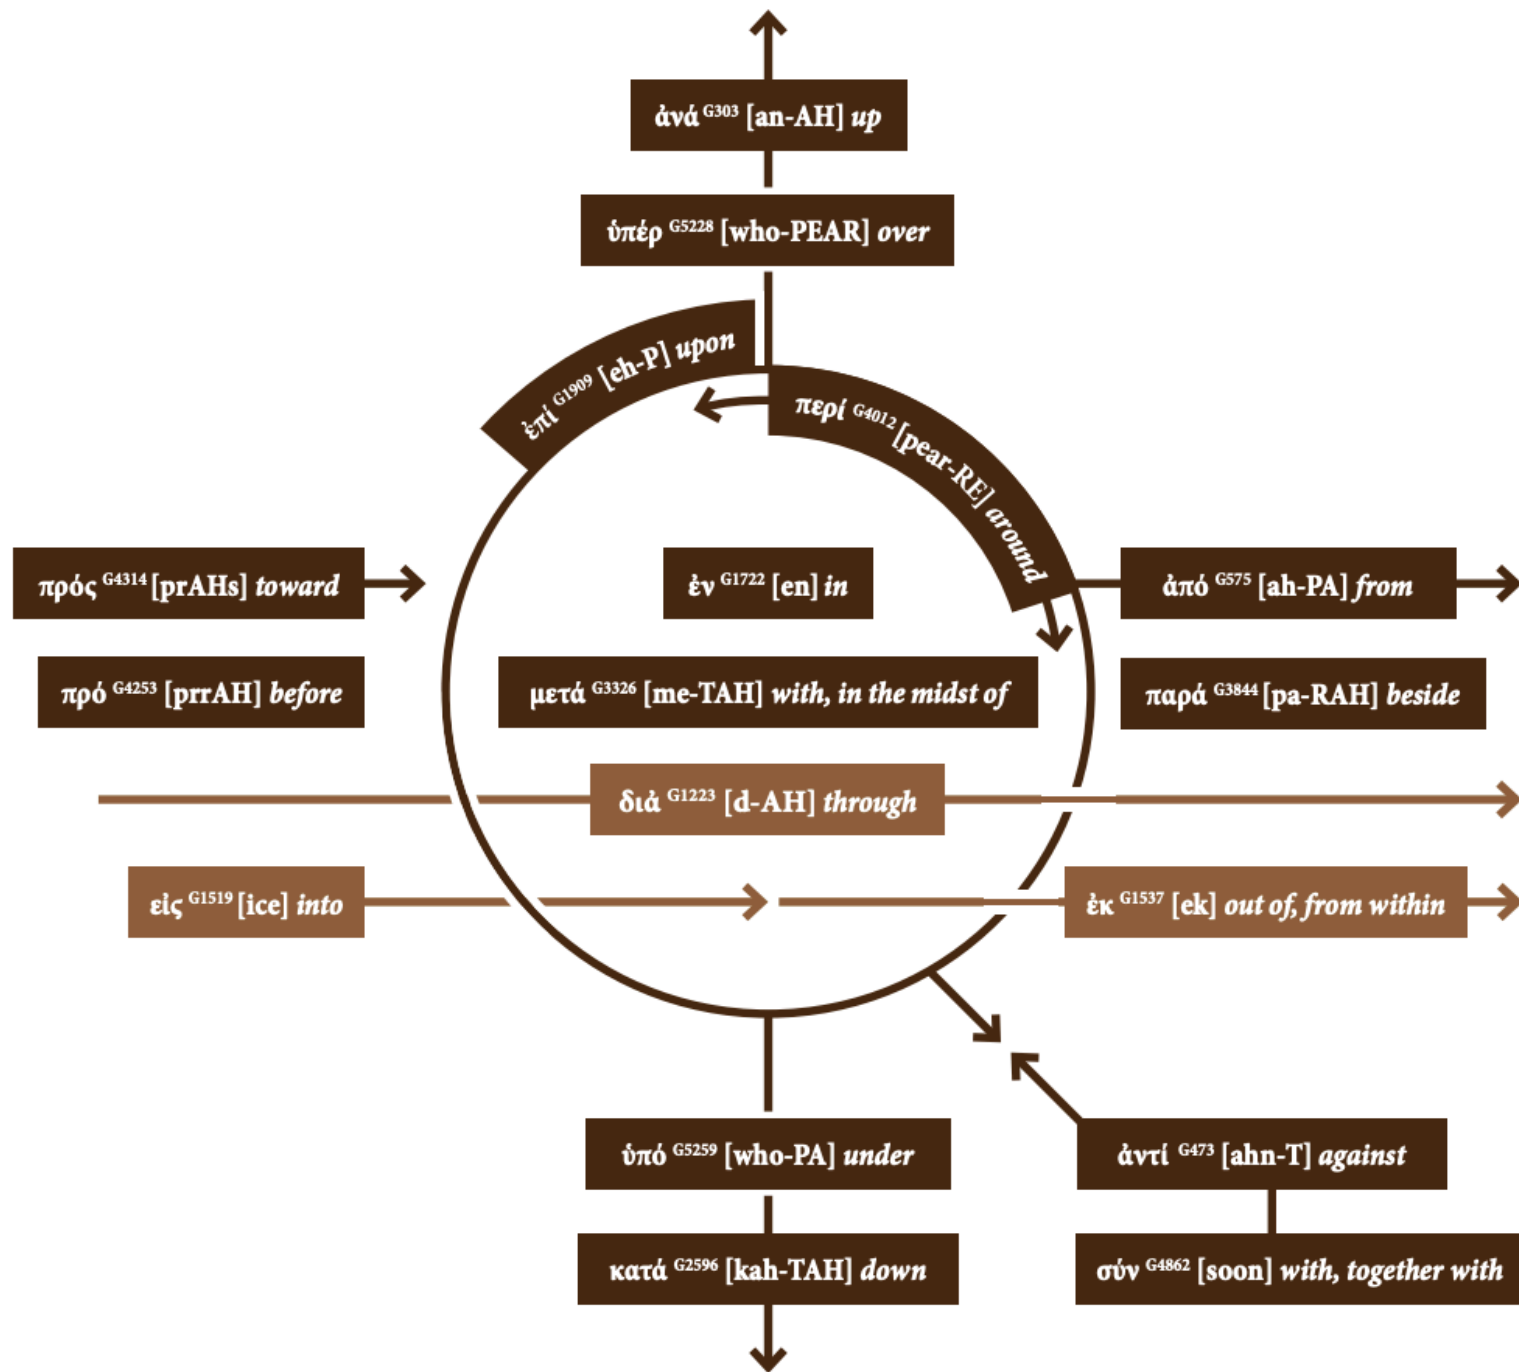 ἀνά G303 [an-AH] up
ὑπέρ G5228 [who-PEAR] over
ἐπί G1909 [eh-P] upon
περί G4012 [pear-RE] around
πρός G4314 [prAHs] toward
ἐν G1722 [en] in
ἀπό G575 [ah-PA] from
πρό G4253 [prrAH] before
μετά G3326 [me-TAH] with, in the midst of
παρά G3844 [pa-RAH] beside
διά G1223 [d-AH] through
εἰς G1519 [ice] into
ἐκ G1537 [ek] out of, from within
ὑπό G5259 [who-PA] under
ἀντί G473 [ahn-T] against
κατά G2596 [kah-TAH] down
σύν G4862 [soon] with, together with